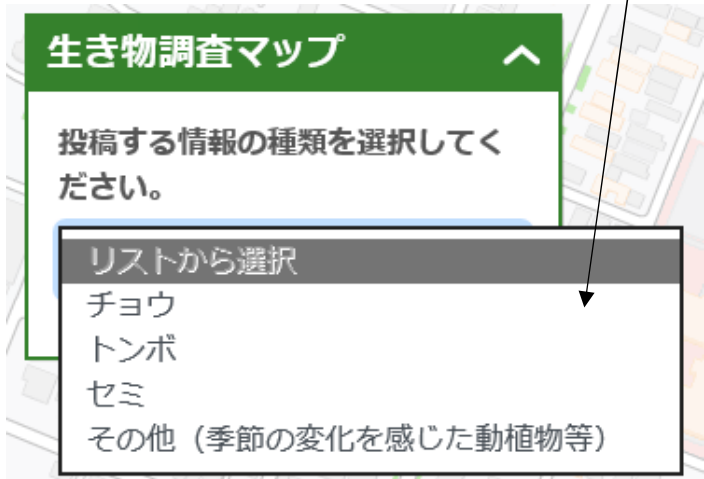 生き物調査マップ
投稿する情報の種類を選択してく
ださい。
リストから選択
チョウ
トンボ
セミ
その他（季節の変化を感じた動植物等）